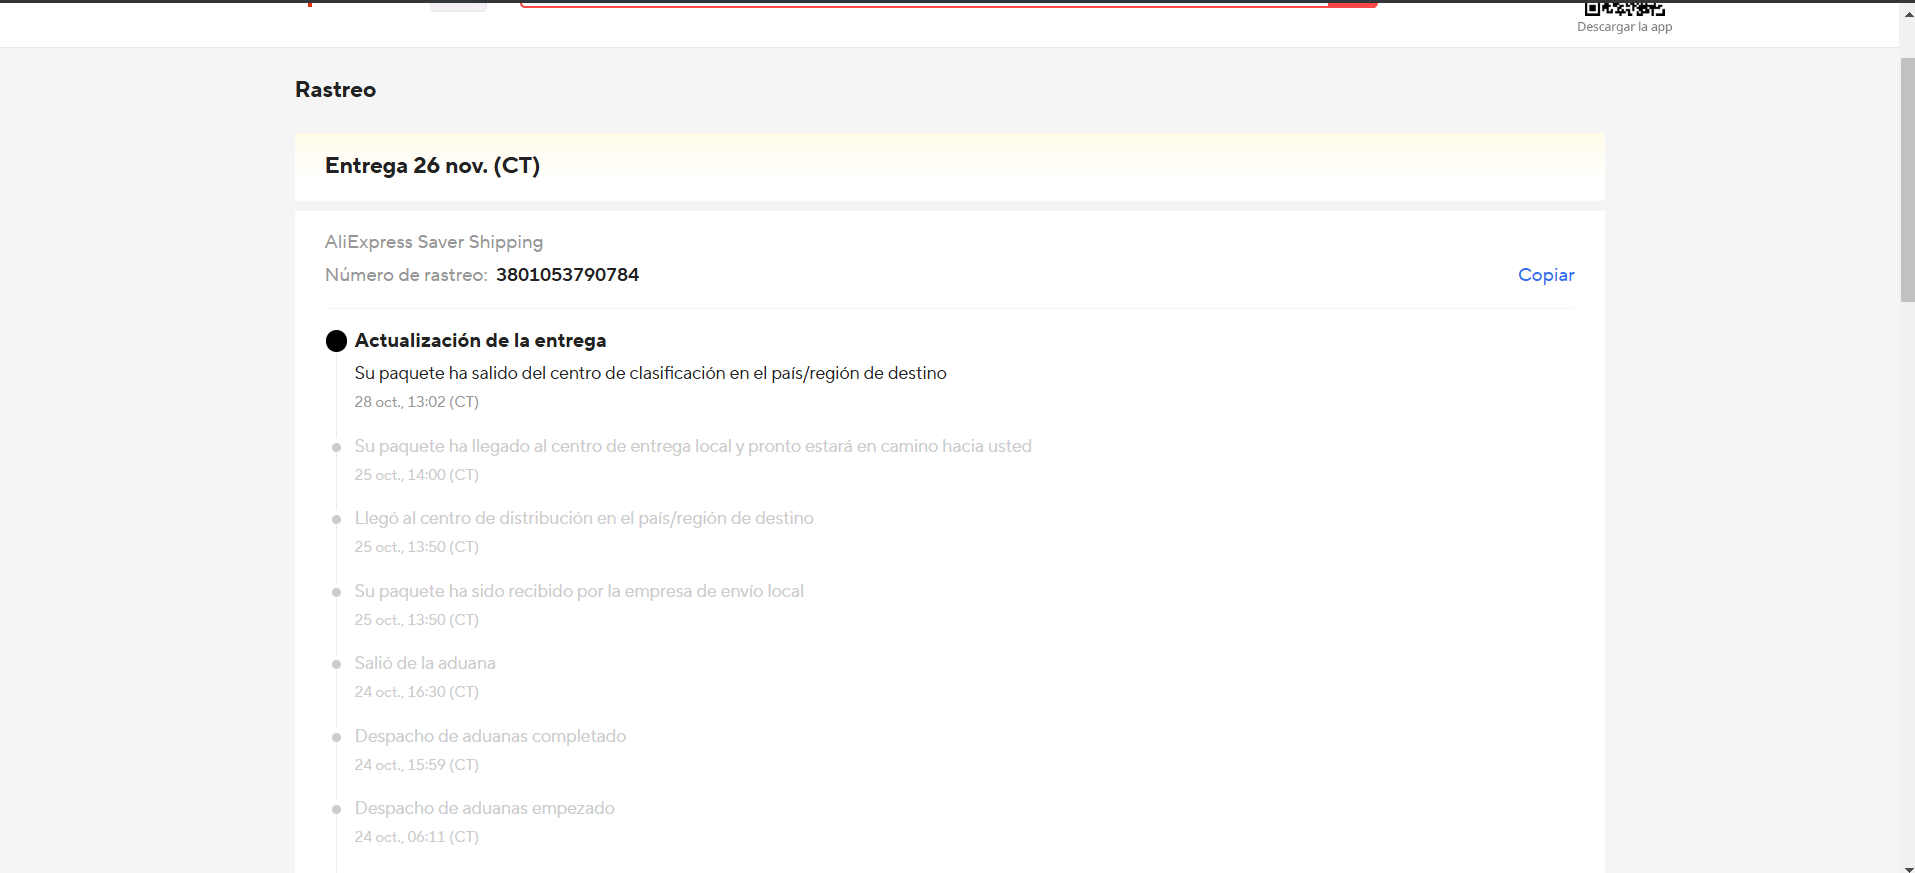 Descargar la app
Rastreo
Entrega 26 nov. (CT)
AliExpress Saver Shipping
Número de rastreo: 3801053790784
Copiar
Actualización de la entrega
Su paquete ha salido del centro de clasificación en el país/región de destino
28 oct., 13:02 (CT)
Su paquete ha llegado al centro de entrega local y pronto estará en camino hacia usted
25 oct., 14:00 (CT)
Llegó al centro de distribución en el país/región de destino
25 oct., 13:50 (CT)
Su paquete ha sido recibido por la empresa de envío local
25 oct., 13:50 (CT)
Salió de la aduana
24 oct., 16:30 (CT)
Despacho de aduanas completado
24 oct., 15:59 (CT)
Despacho de aduanas empezado
24 oct., 06:11 (CT)